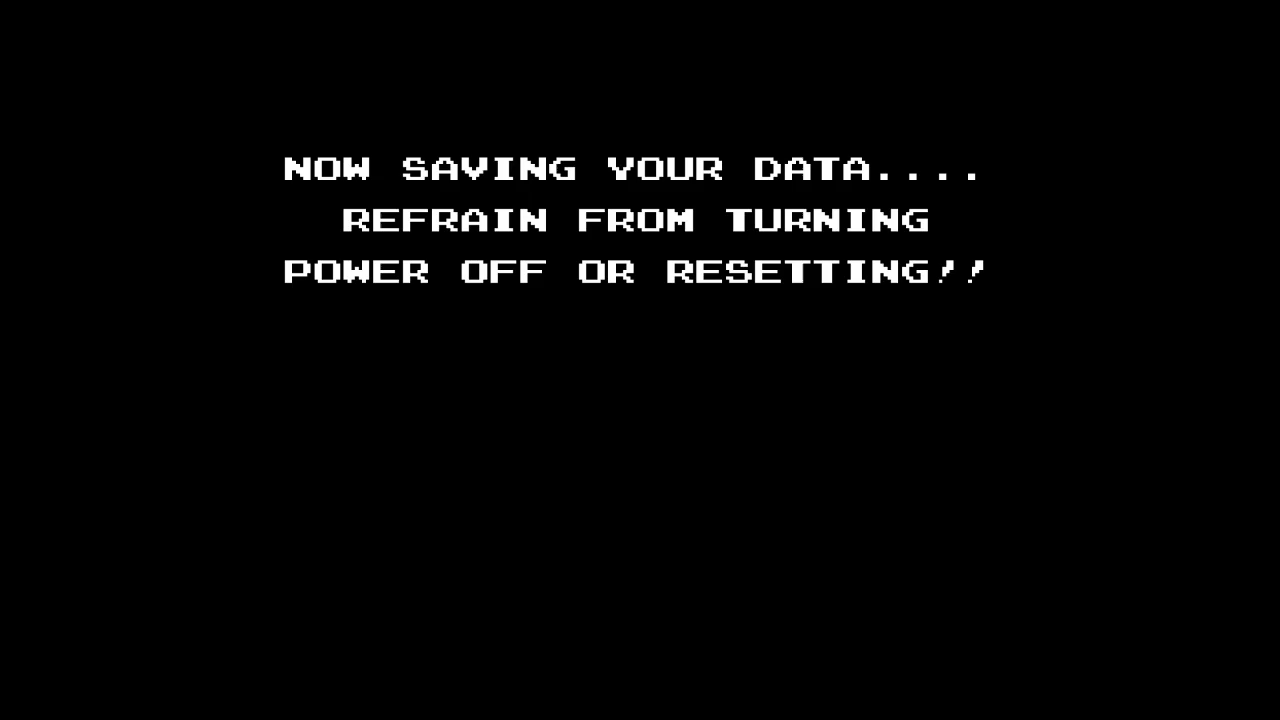 NOW SAVING YOUR DATA....
REFRAIN FROM TURNING
POWER OFF OR RESETTING!!